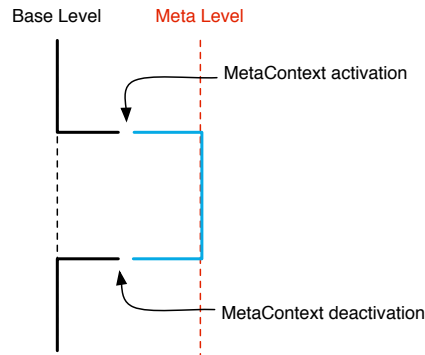 Base Level
Meta Level
MetaContext activation
MetaContext deactivation